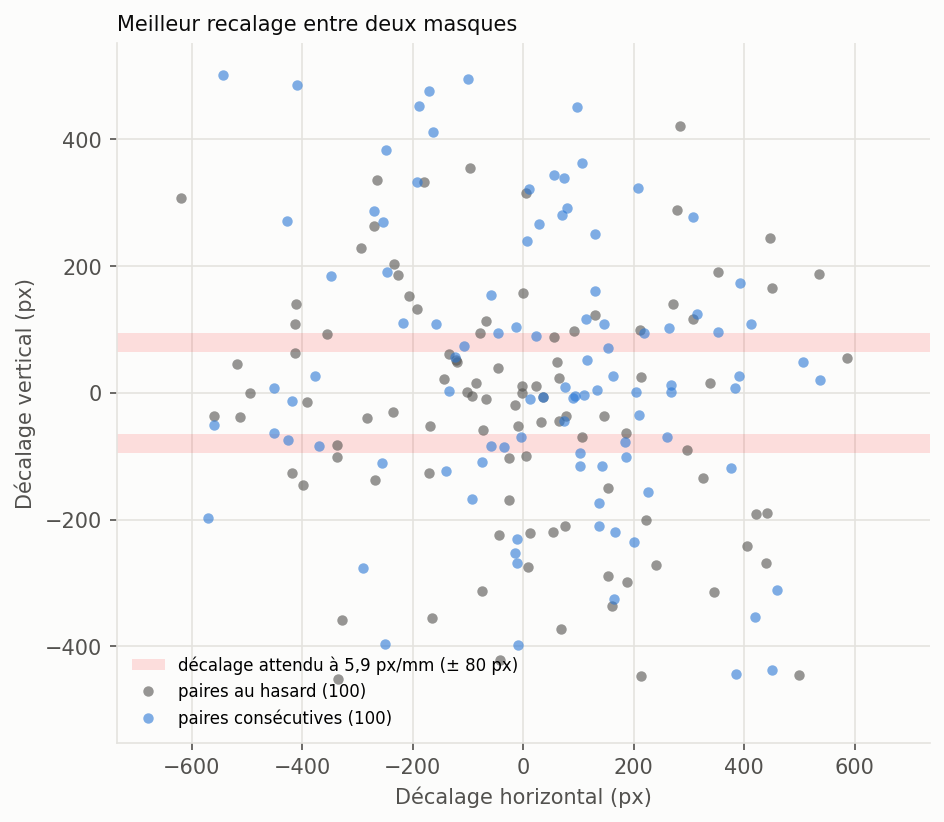 Meilleur recalage entre deux masques
Décalage vertical (px)
400
200
0
−200
−400
décalage attendu à 5,9 px/mm (± 80 px)
paires au hasard (100)
paires consécutives (100)
−600
−400
−200
0
200
400
600
Décalage horizontal (px)